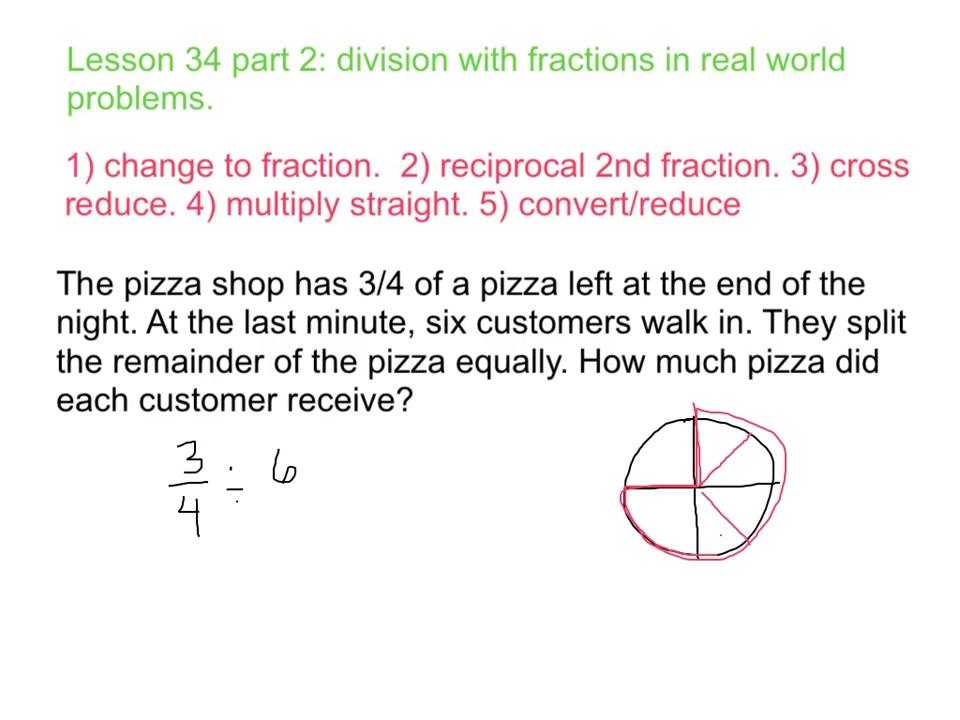 Lesson 34 part 2: division with fractions in real world
problems.
1) change to fraction.  2) reciprocal 2nd fraction. 3) cross
reduce. 4) multiply straight. 5) convert/reduce
The pizza shop has 3/4 of a pizza left at the end of the
night. At the last minute, six customers walk in. They split
the remainder of the pizza equally. How much pizza did
each customer receive?
3/4 ÷ 6